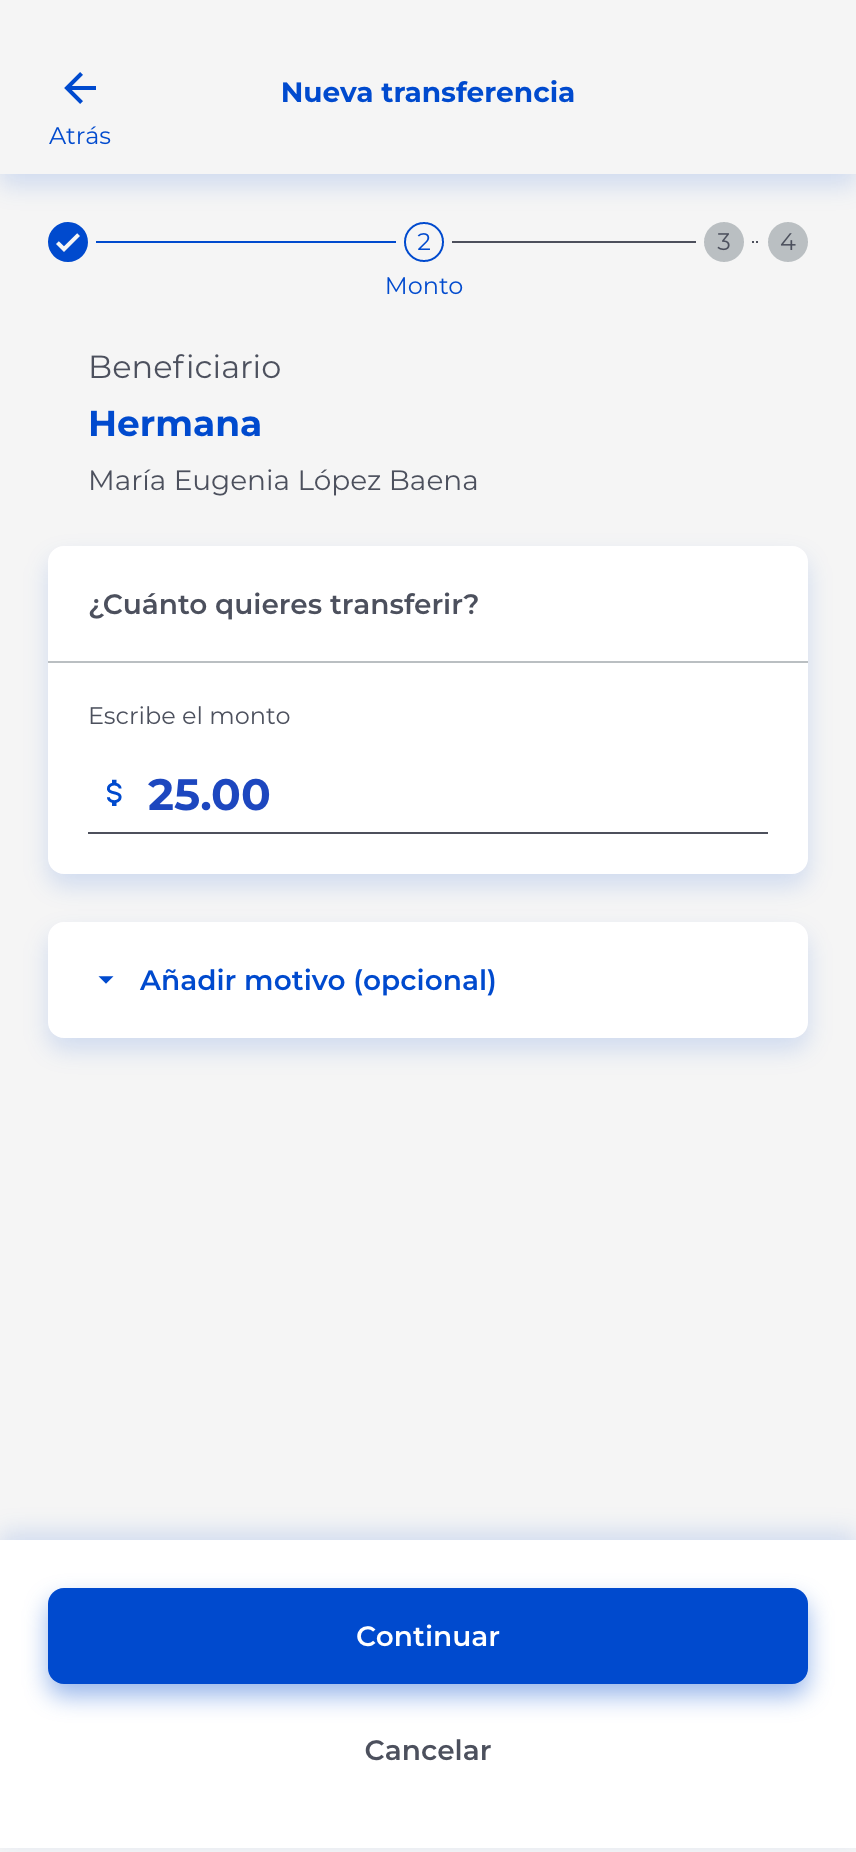 Nueva transferencia
Atrás
2
3
4
Monto
Beneficiario
Hermana
María Eugenia López Baena
¿Cuánto quieres transferir?
Escribe el monto
$ 25.00
Añadir motivo (opcional)
Continuar
Cancelar